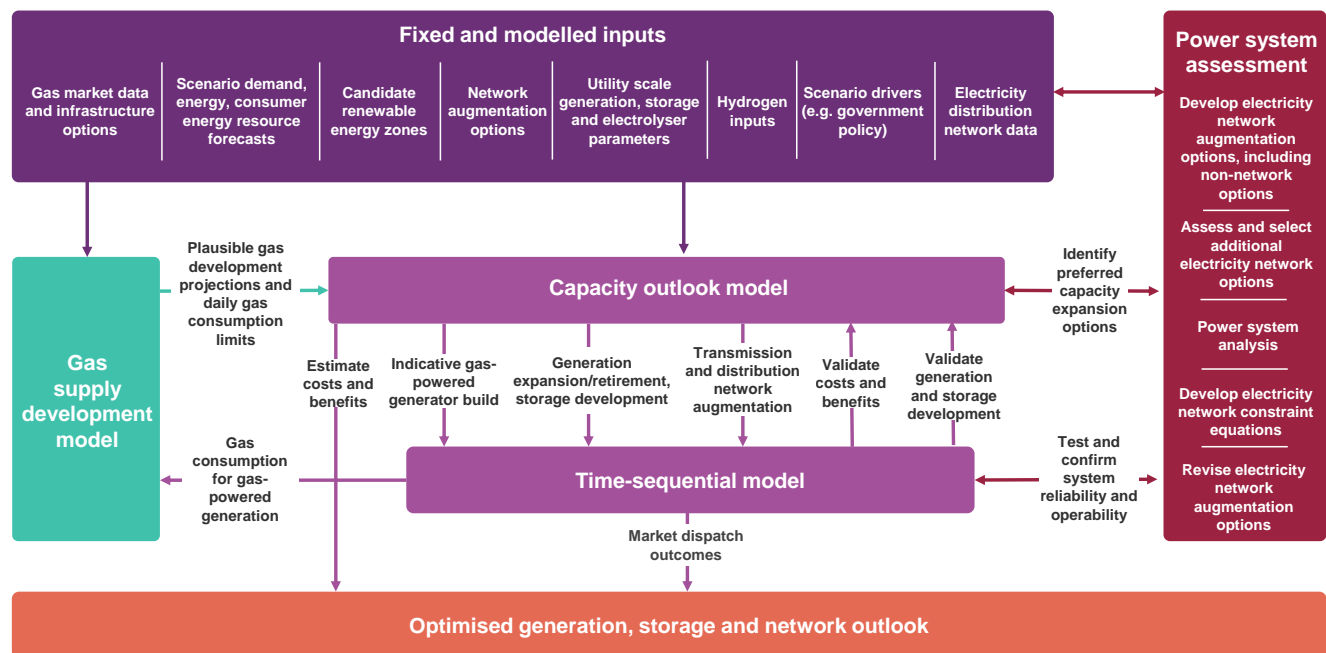 Fixed and modelled inputs
Gas market data
and infrastructure
options
Scenario demand,
energy, consumer
energy resource
forecasts
Candidate
renewable
energy zones
Network
augmentation
options
Utility scale
generation, storage
and electrolyser
parameters
Hydrogen
inputs
Scenario drivers
(e.g. government
policy)
Electricity
distribution
network data
Power system
assessment
Develop electricity
network
augmentation
options, including
non-network
options
Assess and select
additional
electricity network
options
Power system
analysis
Develop electricity
network constraint
equations
Revise electricity
network
augmentation
options
Gas
supply
development
model
Plausible gas
development
projections and
daily gas
consumption
limits
Capacity outlook model
Identify
preferred
capacity
expansion
options
Estimate
costs and
benefits
Indicative gas-
powered
generator build
Generation
expansion/retirement,
storage development
Transmission
and distribution
network
augmentation
Validate
costs and
benefits
Validate
generation
and storage
development
Gas
consumption
for gas-
powered
generation
Time-sequential model
Test and
confirm
system
reliability and
operability
Market dispatch
outcomes
Optimised generation, storage and network outlook